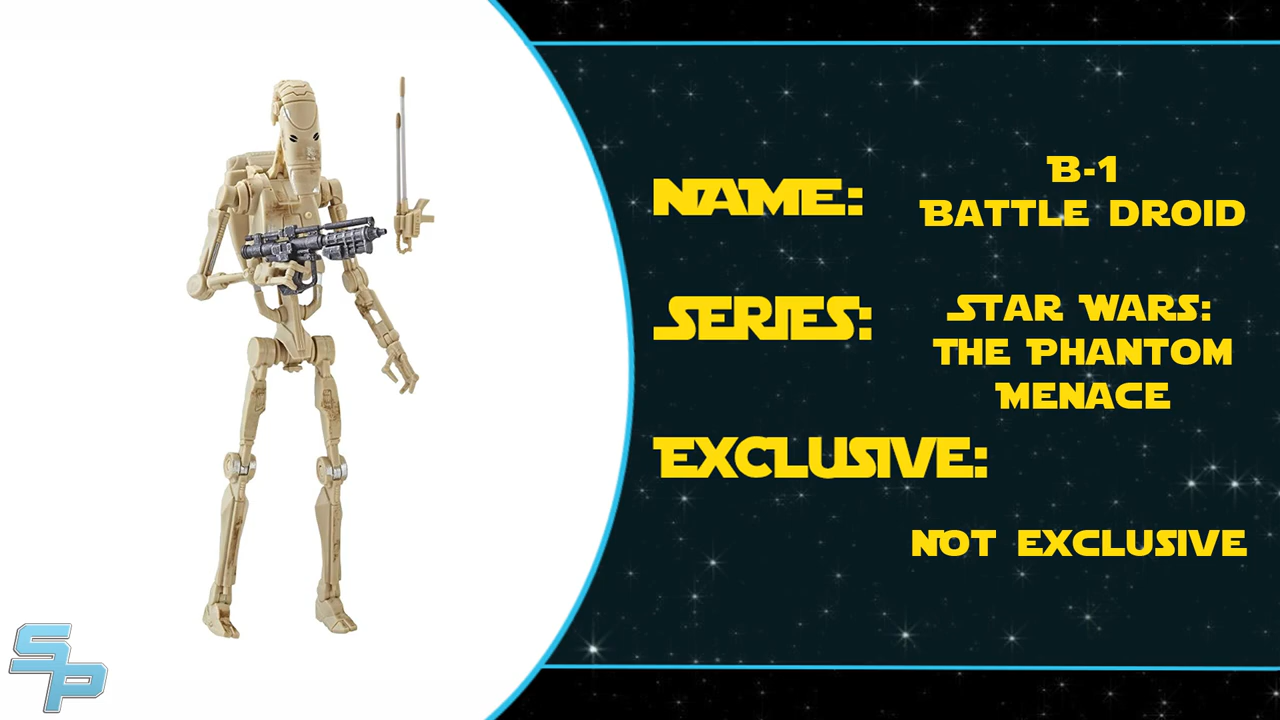 NAME:
B-1
BATTLE DROID
SERIES:
STAR WARS:
THE PHANTOM
MENACE
EXCLUSIVE:
NOT EXCLUSIVE
SP